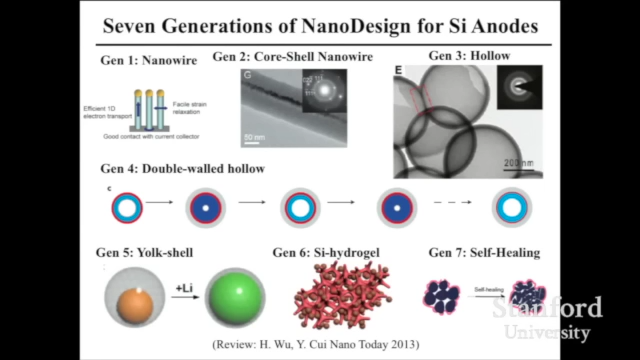 Seven Generations of NanoDesign for Si Anodes
Gen 1: Nanowire
Gen 2: Core-Shell Nanowire
Gen 3: Hollow
Efficient 1D
electron transport
Facile strain
relaxation
Good contact with current collector
G
50 nm
E
200 nm
Gen 4: Double-walled hollow
c
Gen 5: Yolk-shell
Gen 6: Si-hydrogel
Gen 7: Self-Healing
+Li
Self-healing
Stanford
University
(Review: H. Wu, Y. Cui Nano Today 2013)